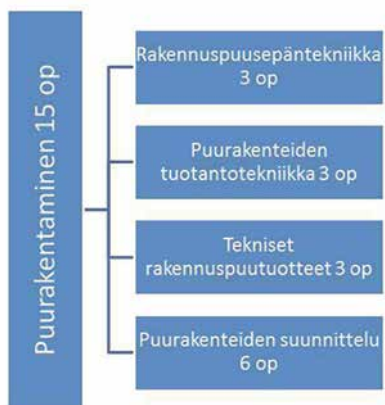 Puurakentaminen 15 op
Rakennuspuusepäntekniikka
3 op
Puurakenteiden
tuotantotekniikka 3 op
Tekniset
rakennuspuutuotteet 3 op
Puurakenteiden suunnittelu
6 op